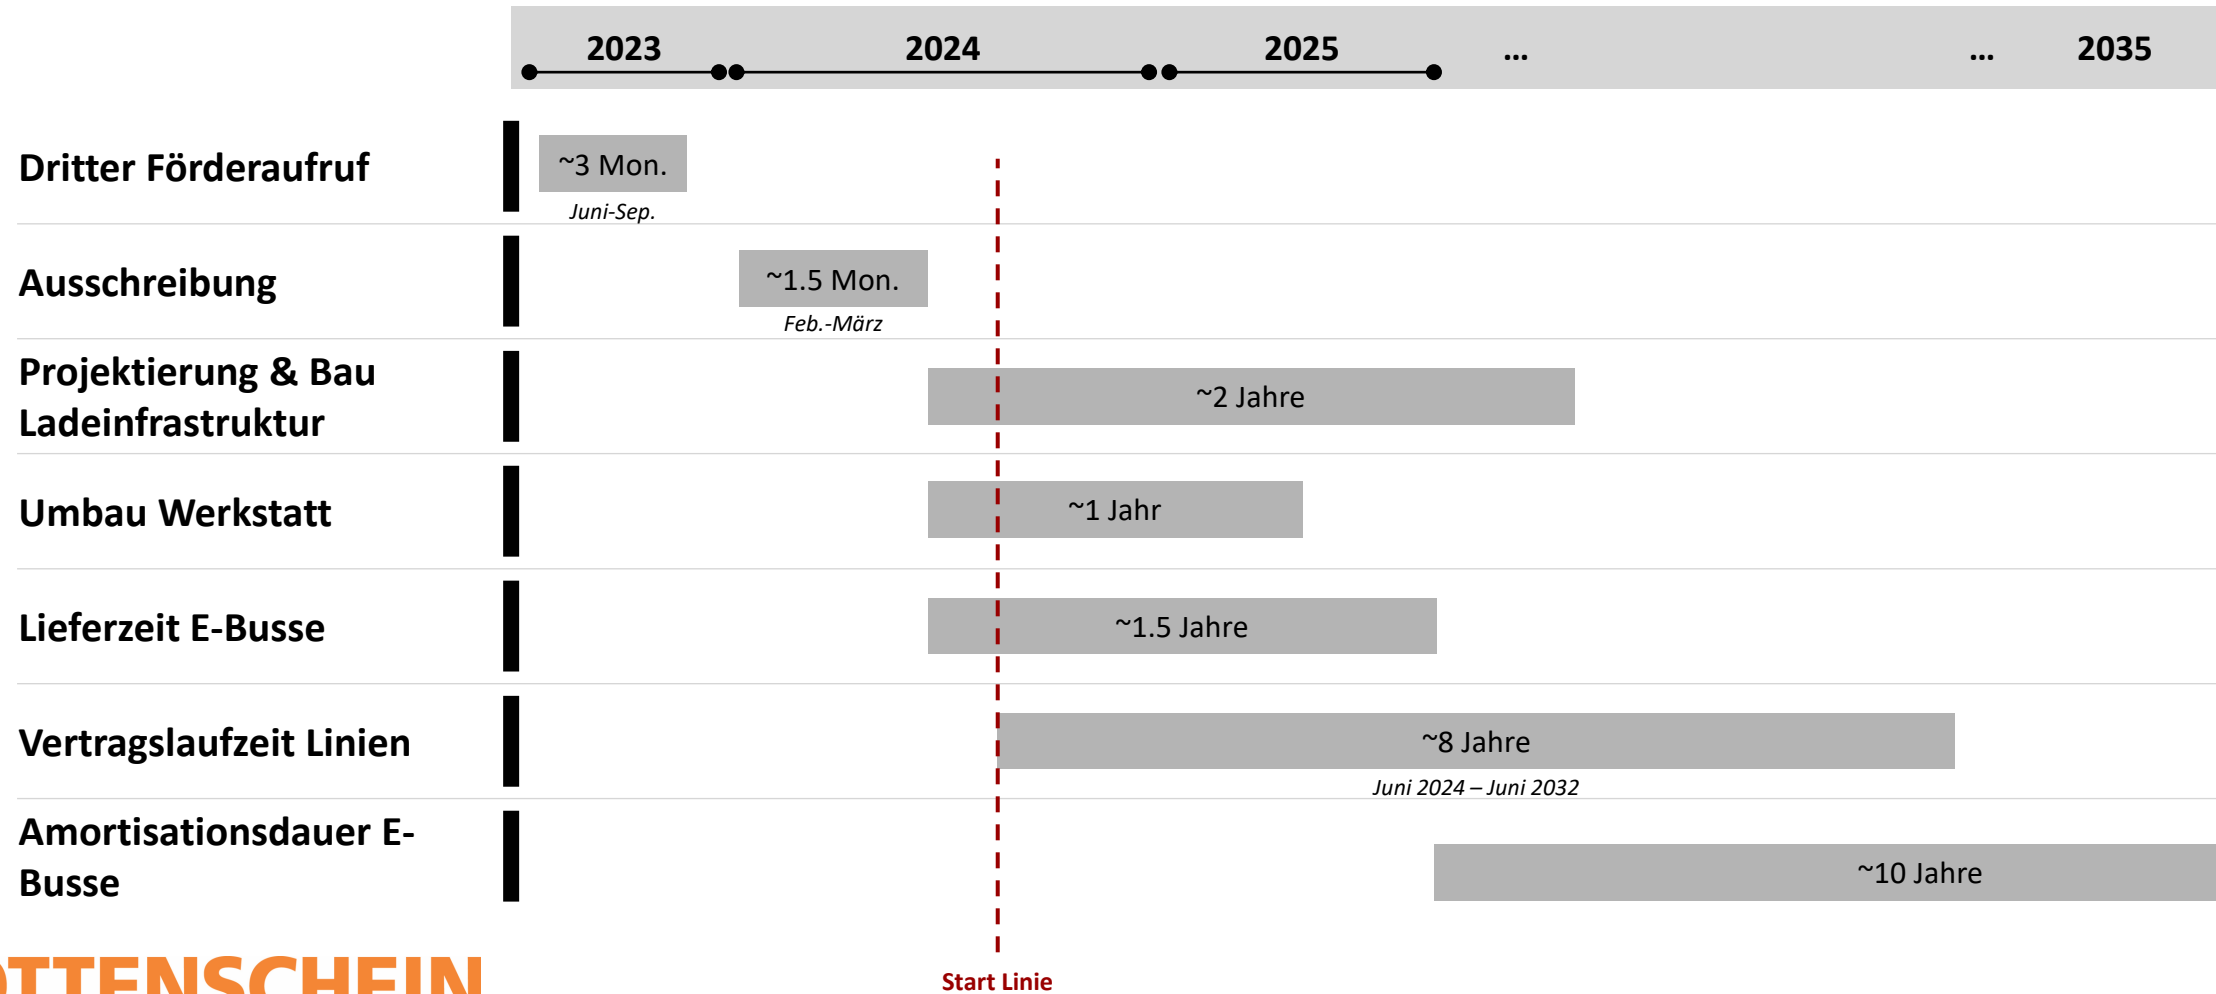 2023 2024 2025 ... ... 2035
Dritter Förderaufruf
~3 Mon.
Juni-Sep.
Ausschreibung
~1.5 Mon.
Feb.-März
Projektierung & Bau
Ladeinfrastruktur
~2 Jahre
Umbau Werkstatt
~1 Jahr
Lieferzeit E-Busse
~1.5 Jahre
Vertragslaufzeit Linien
~8 Jahre
Juni 2024 – Juni 2032
Amortisationsdauer E-
Busse
~10 Jahre
Start Linie
OTTENSCHEIN